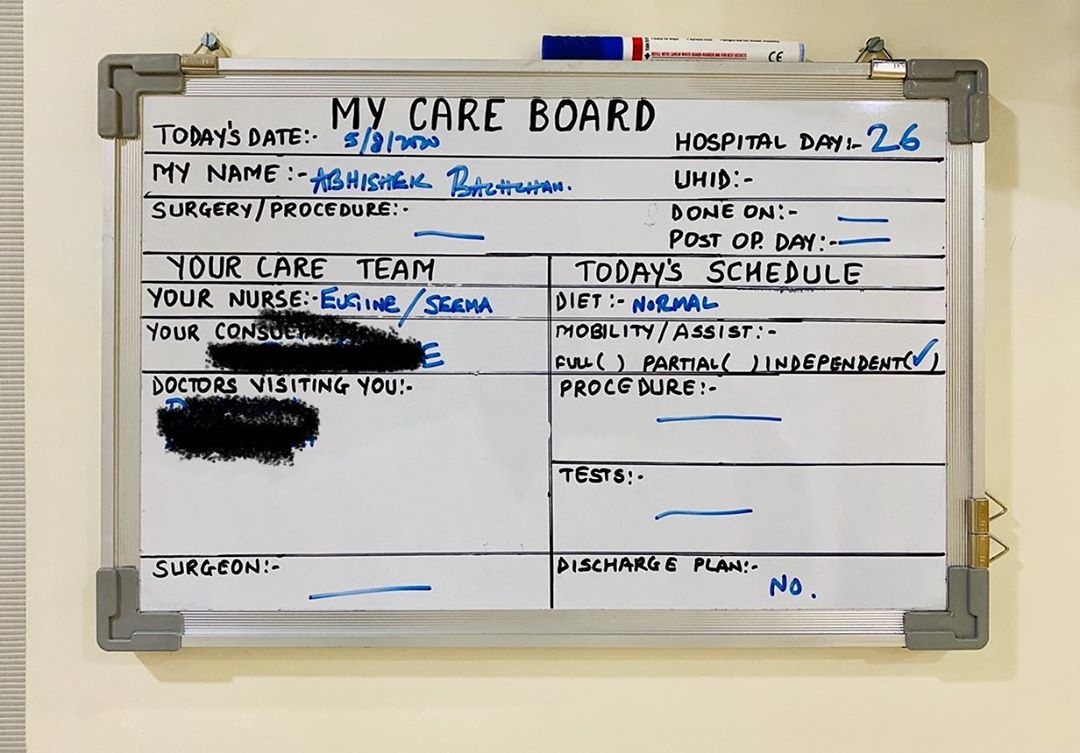 MY CARE BOARD
TODAY'S DATE:- 5/8/2020 HOSPITAL DAY:- 26
MY NAME:- ABHISHEK BACHCHAN. UHID:-
SURGERY/PROCEDURE:- DONE ON:- —
POST OP. DAY:- —
YOUR CARE TEAM
YOUR NURSE:- EUGINE/SEEMA
YOUR
DOCTORS VISITING YOU:-
SURGEON:- —
TODAY'S SCHEDULE
DIET:- NORMAL
MOBILITY/ASSIST:-
FULL( ) PARTIAL( ) INDEPENDENT(✓)
PROCEDURE:- —
TESTS:- —
DISCHARGE PLAN:-
NO.
CE